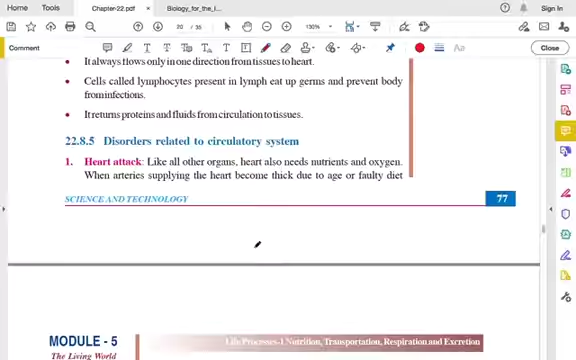 Home
Tools
Chapter-22.pdf
×
Biology_for_the_I...
Sign In
20 / 35
130%
Comment
T
Aa
Close
• It always flows only in one direction from tissues to heart.
• Cells called lymphocytes present in lymph eat up germs and prevent body
from infections.
• It returns proteins and fluids from circulation to tissues.
22.8.5 Disorders related to circulatory system
1. Heart attack: Like all other organs, heart also needs nutrients and oxygen.
When arteries supplying the heart become thick due to age or faulty diet
SCIENCE AND TECHNOLOGY
77
MODULE - 5
Life Processes-1 Nutrition, Transportation, Respiration and Excretion
The Living World